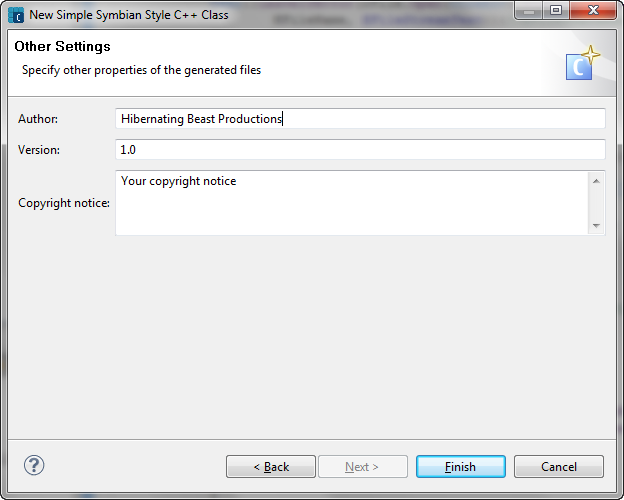 New Simple Symbian Style C++ Class
Other Settings
Specify other properties of the generated files
Author: Hibernating Beast Productions
Version: 1.0
Copyright notice: Your copyright notice
< Back Next > Finish Cancel